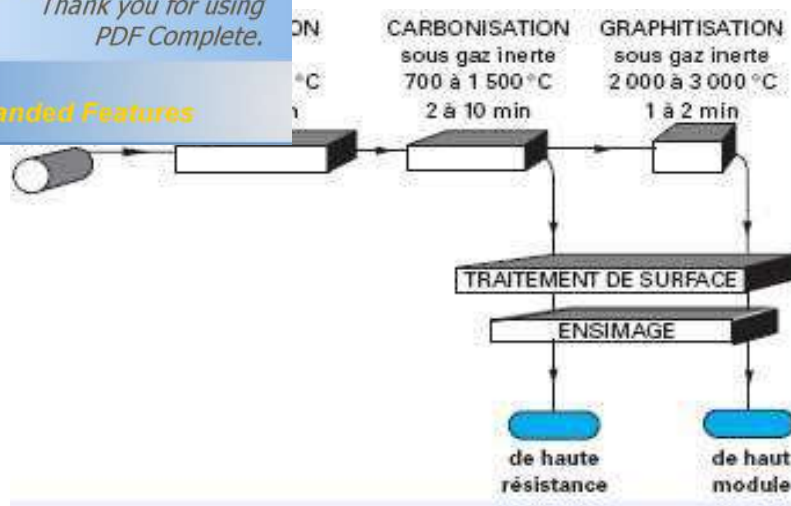 Thank you for using
PDF Complete.
anded Features
ON
°C
n
CARBONISATION
sous gaz inerte
700 à 1 500 °C
2 à 10 min
GRAPHITISATION
sous gaz inerte
2 000 à 3 000 °C
1 à 2 min
TRAITEMENT DE SURFACE
ENSIMAGE
de haute
résistance
de haut
module